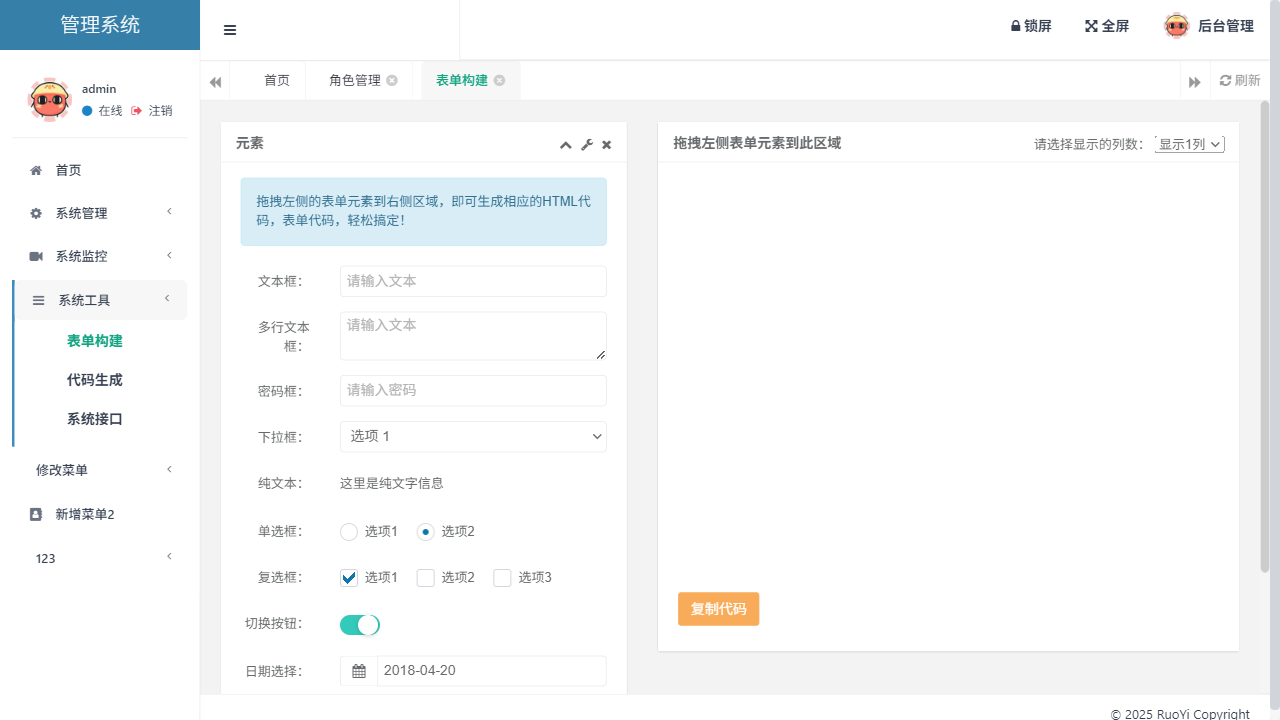 管理系统
锁屏
全屏
后台管理
admin
在线
注销
首页
角色管理
表单构建
刷新
首页
系统管理
系统监控
系统工具
表单构建
代码生成
系统接口
修改菜单
新增菜单2
123
元素
拖拽左侧的表单元素到右侧区域，即可生成相应的HTML代
码，表单代码，轻松搞定！
文本框：
请输入文本
多行文本
框：
请输入文本
密码框：
请输入密码
下拉框：
选项 1
纯文本：
这里是纯文字信息
单选框：
选项1
选项2
复选框：
选项1
选项2
选项3
切换按钮：
日期选择：
2018-04-20
拖拽左侧表单元素到此区域
请选择显示的列数：
显示1列
复制代码
© 2025 RuoYi Copyright